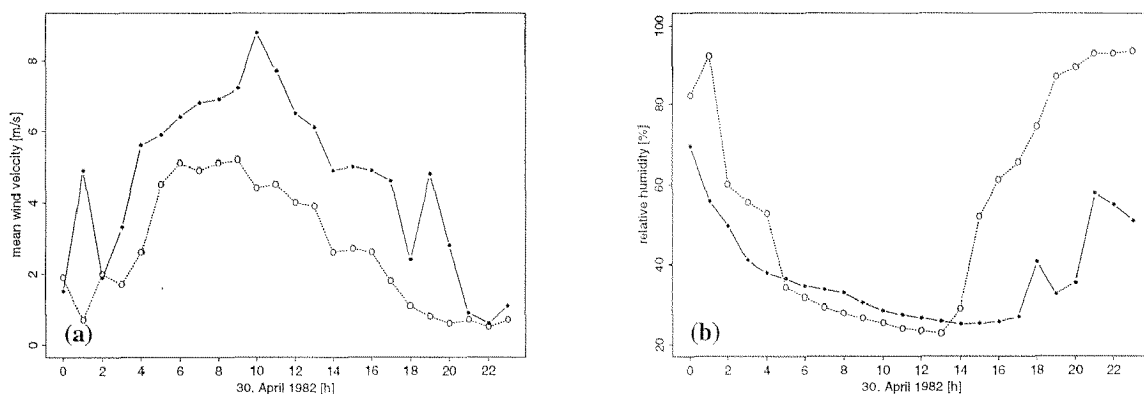 mean wind velocity [m/s]
8
6
4
2
0
(a)
0 2 4 6 8 10 12 14 16 18 20 22
30. April 1982 [h]
relative humidity [%]
100
80
60
40
20
(b)
0 2 4 6 8 10 12 14 16 18 20 22
30. April 1982 [h]